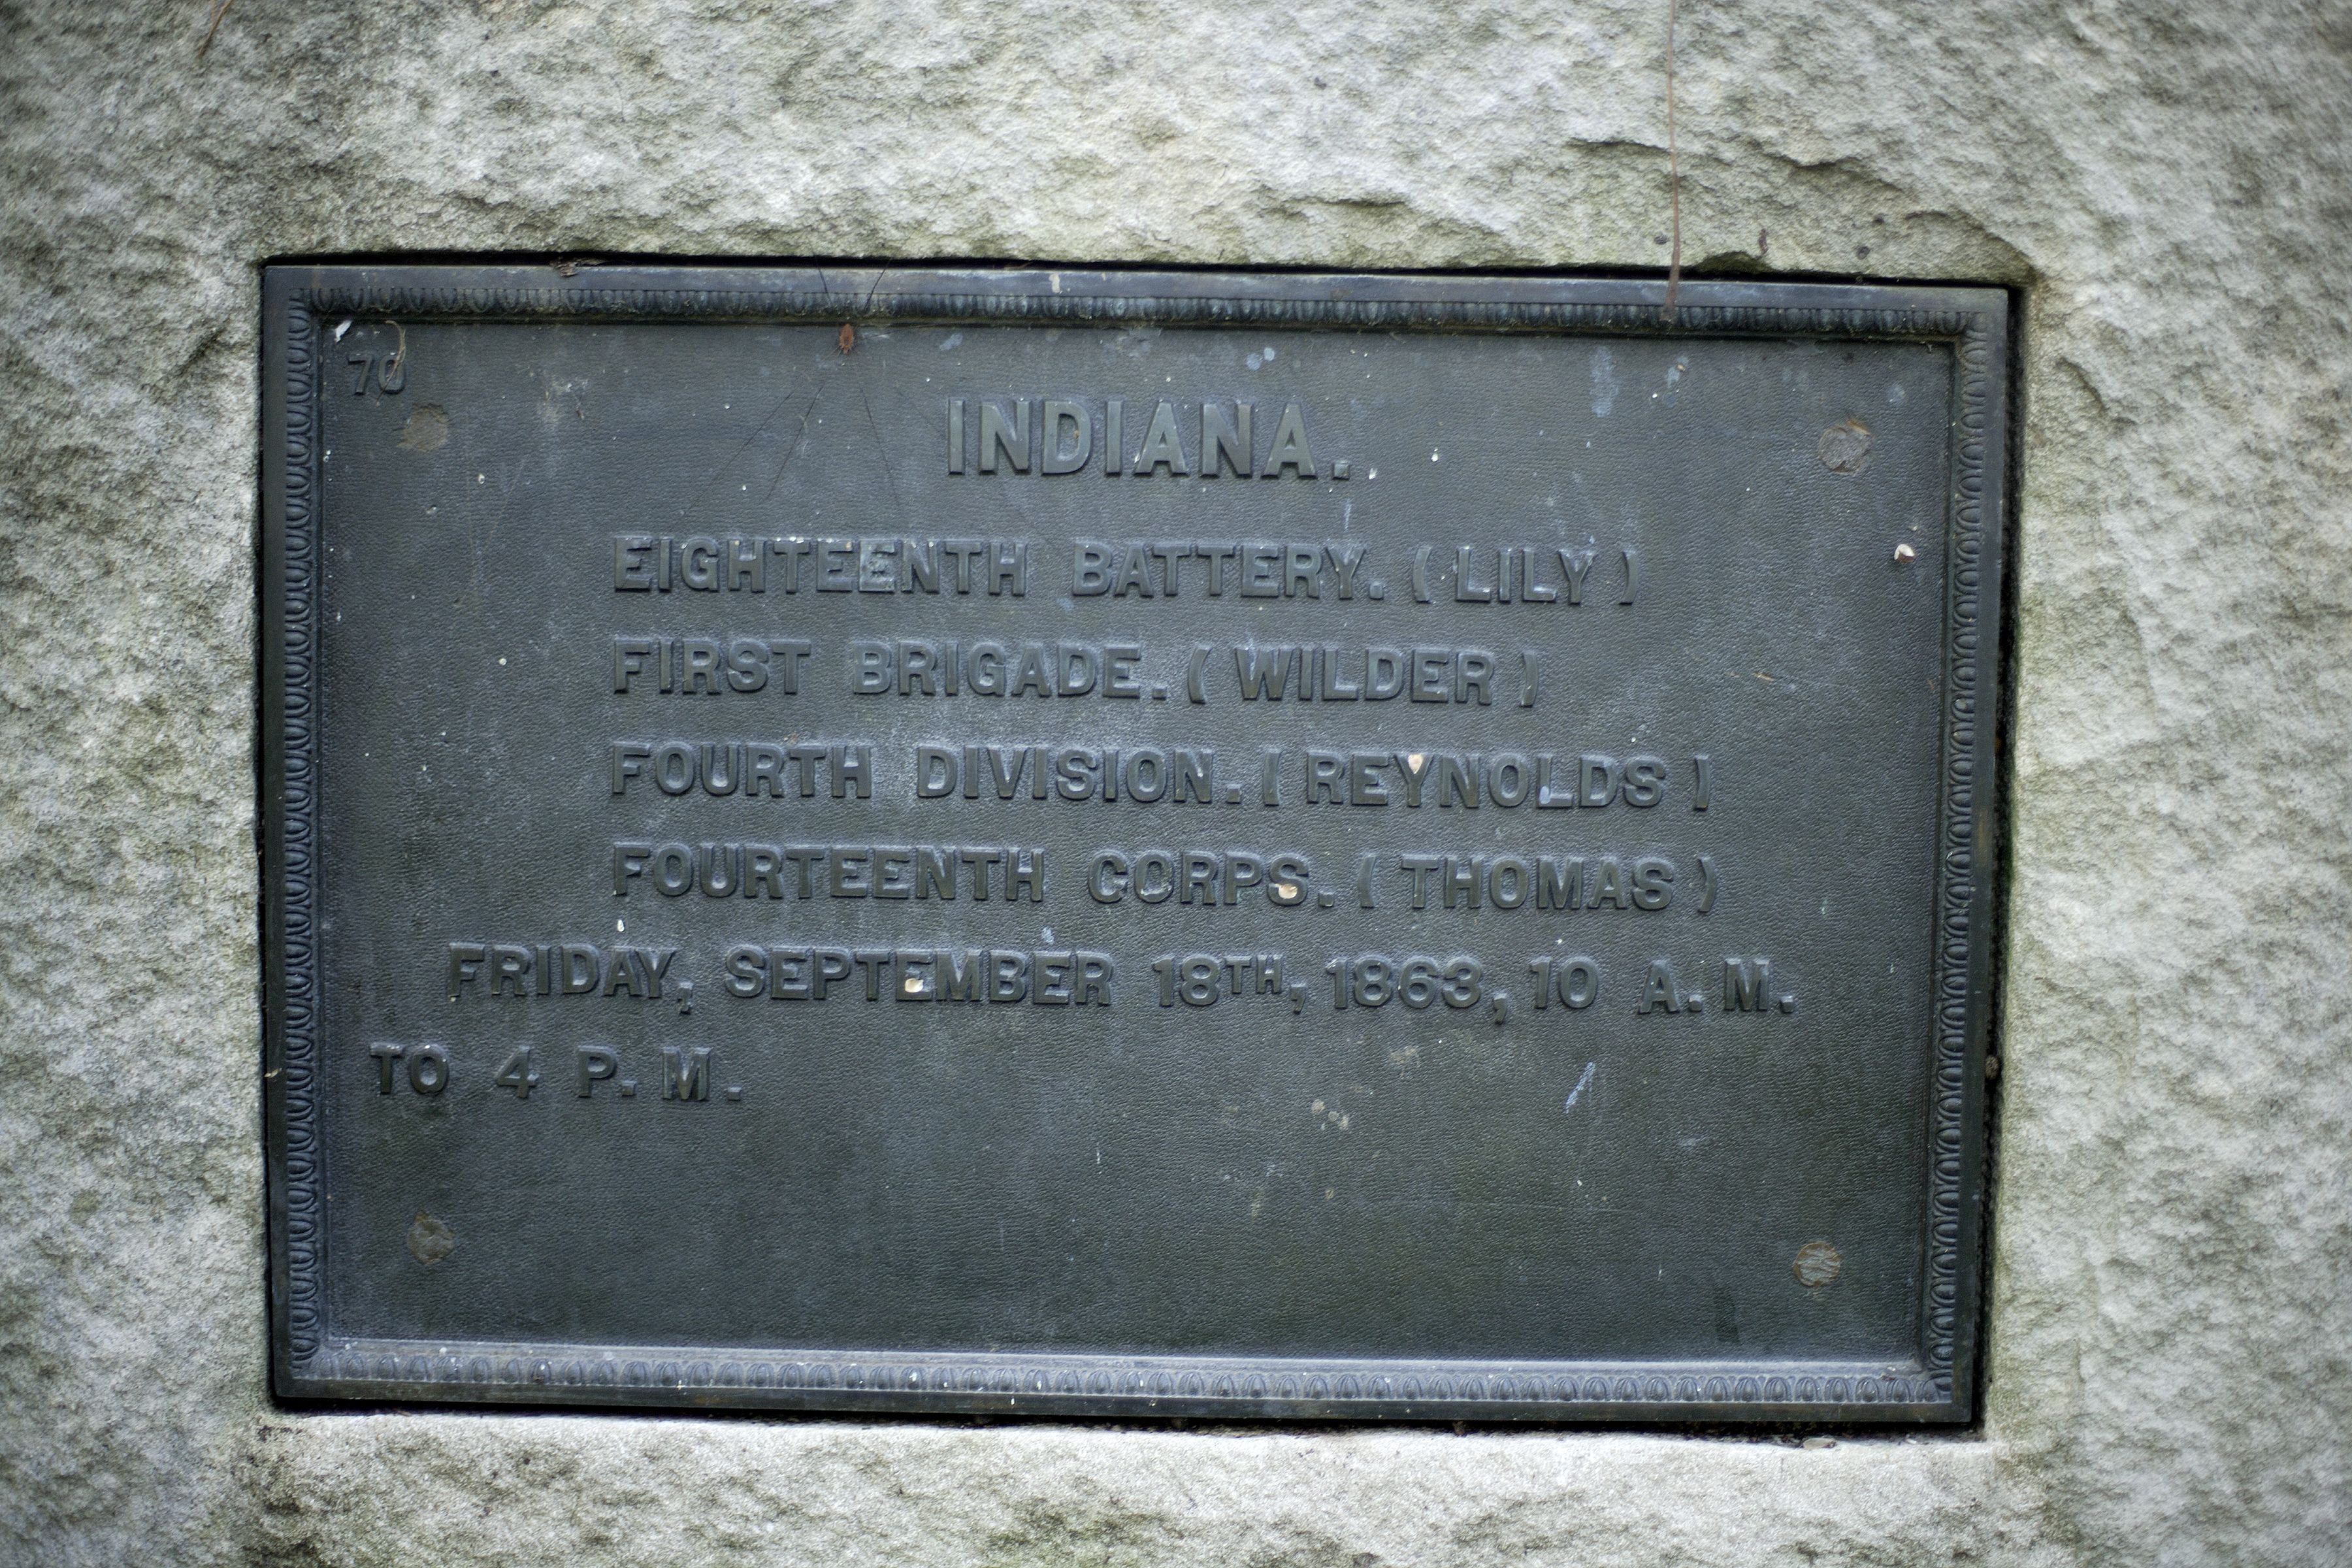 70
INDIANA.
EIGHTEENTH BATTERY. (LILY)
FIRST BRIGADE. (WILDER)
FOURTH DIVISION. (REYNOLDS)
FOURTEENTH CORPS. (THOMAS)
FRIDAY, SEPTEMBER 18TH, 1863, 10 A. M.
TO 4 P. M.